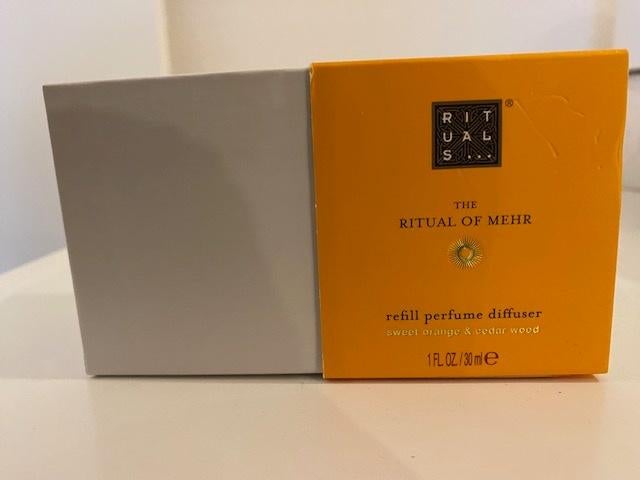 RIT
UAL
S...
®
THE
RITUAL OF MEHR
refill perfume diffuser
sweet orange & cedar wood
1 FL. OZ. / 30 ml ℮